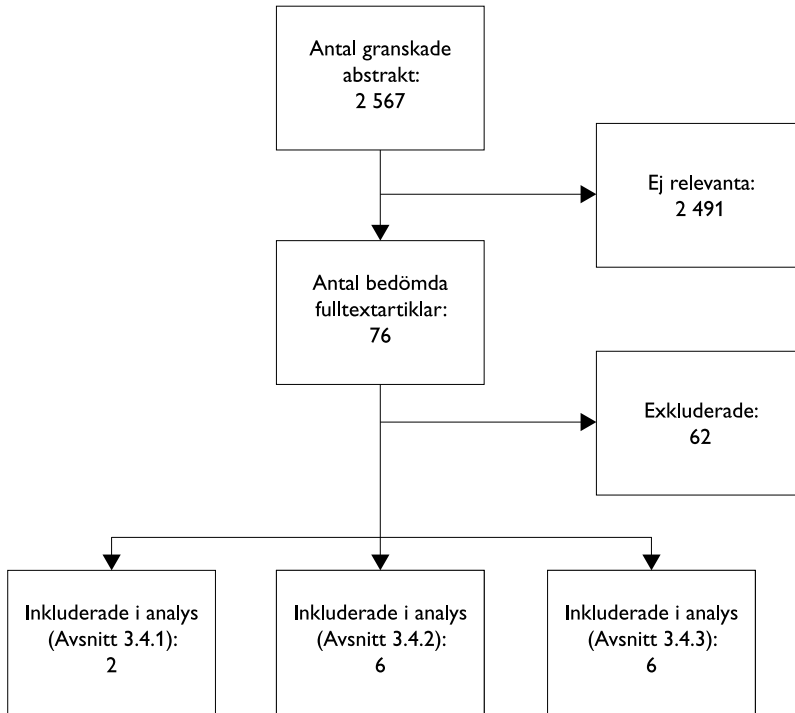 Antal granskade
abstrakt:
2 567
Ej relevanta:
2 491
Antal bedömda
fulltextartiklar:
76
Exkluderade:
62
Inkluderade i analys
(Avsnitt 3.4.1):
2
Inkluderade i analys
(Avsnitt 3.4.2):
6
Inkluderade i analys
(Avsnitt 3.4.3):
6